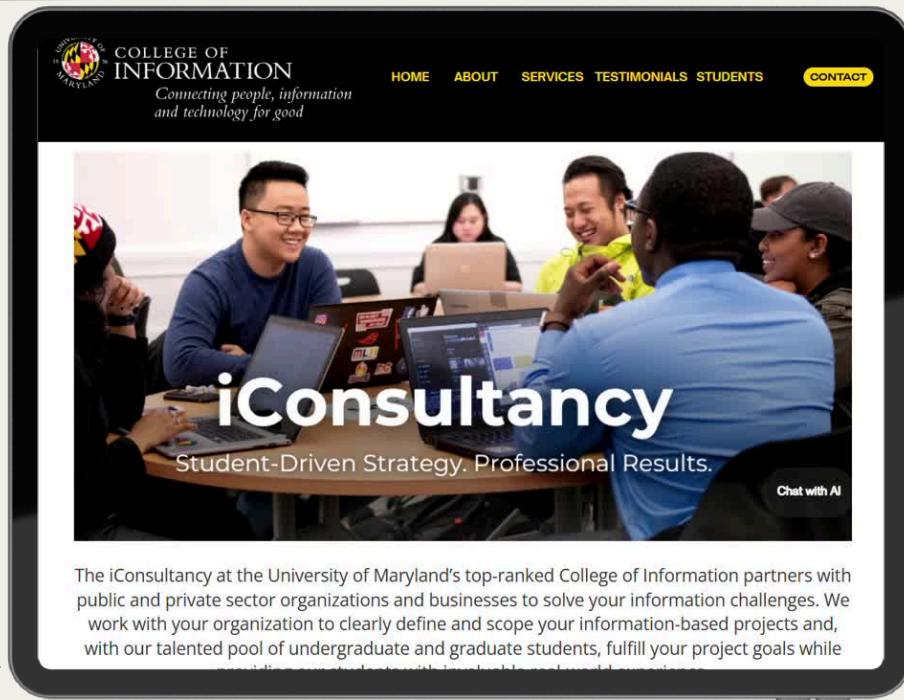 UNIVERSITY OF
MARYLAND
COLLEGE OF
INFORMATION
Connecting people, information
and technology for good
HOME ABOUT SERVICES TESTIMONIALS STUDENTS CONTACT
iConsultancy
Student-Driven Strategy. Professional Results.
Chat with AI
The iConsultancy at the University of Maryland's top-ranked College of Information partners with
public and private sector organizations and businesses to solve your information challenges. We
work with your organization to clearly define and scope your information-based projects and,
with our talented pool of undergraduate and graduate students, fulfill your project goals while